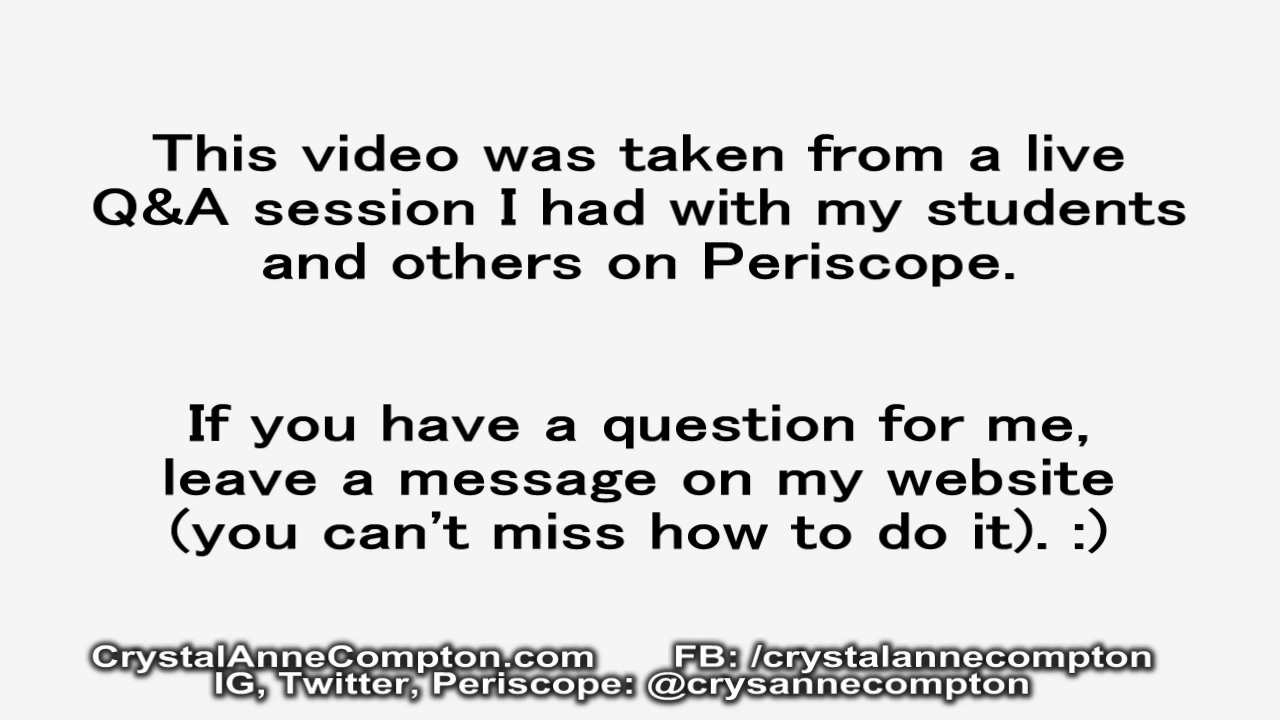 This video was taken from a live
Q&A session I had with my students
and others on Periscope.
If you have a question for me,
leave a message on my website
(you can't miss how to do it). :)
CrystalAnneCompton.com FB: /crystalannecompton
IG, Twitter, Periscope: @crysannecompton